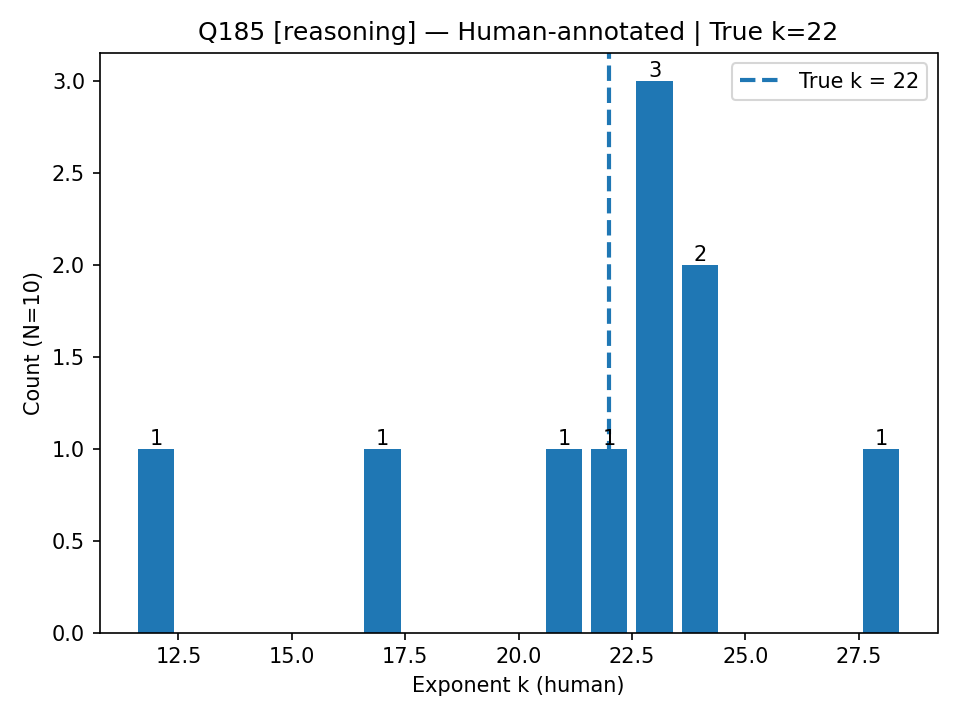 Q185 [reasoning] — Human-annotated | True k=22
True k = 22
3
2
1
1
1
1
1
3.0
2.5
2.0
1.5
1.0
0.5
0.0
Count (N=10)
12.5 15.0 17.5 20.0 22.5 25.0 27.5
Exponent k (human)